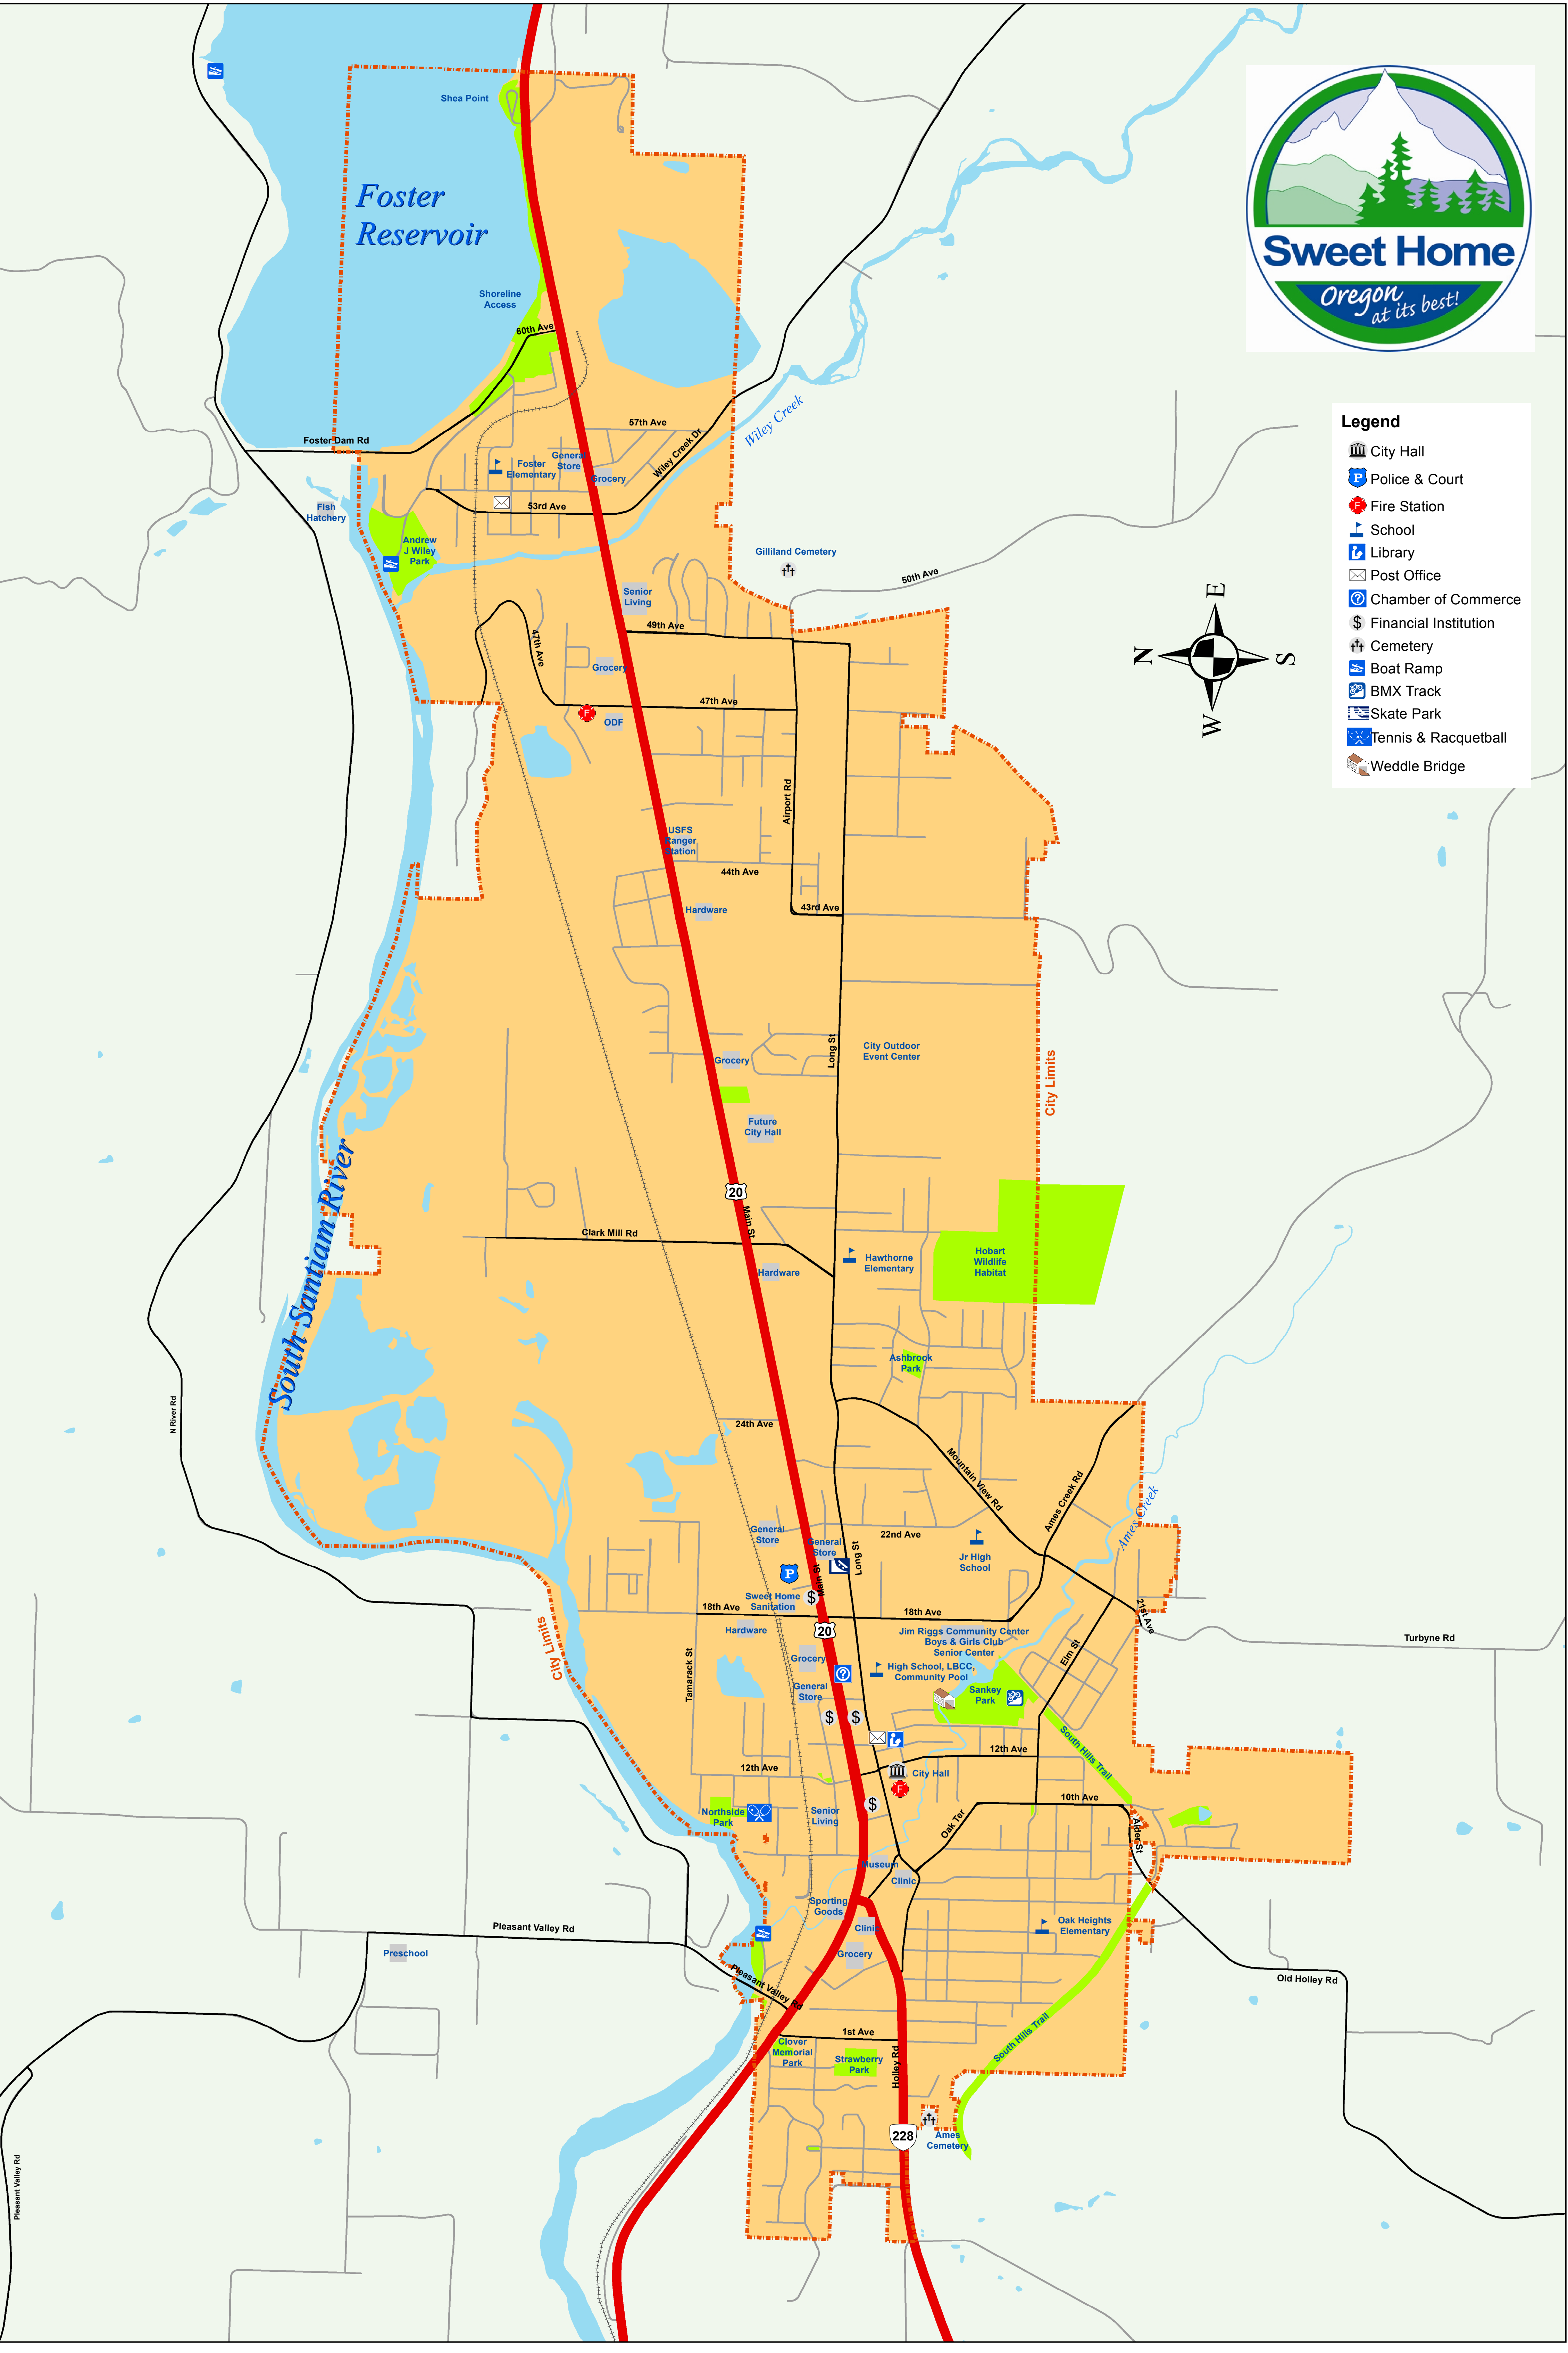 Shea Point
Foster
Reservoir
Sweet Home
Oregon
at its best!
Shoreline
Access
60th Ave
Wiley Creek
57th Ave
Wiley Creek Dr
Foster Dam Rd
General
Store
Foster
Elementary
Grocery
53rd Ave
Fish
Hatchery
Andrew
J Wiley
Park
Legend
City Hall
P
Police & Court
F
Fire Station
School
Library
Post Office
?
Chamber of Commerce
$
Financial Institution
Cemetery
Boat Ramp
BMX Track
Skate Park
Tennis & Racquetball
Weddle Bridge
Gilliland Cemetery
50th Ave
Senior
Living
49th Ave
47th Ave
Grocery
E
N
S
W
47th Ave
F
ODF
Airport Rd
USFS
Ranger
Station
44th Ave
Hardware
43rd Ave
Long St
City Outdoor
Event Center
Grocery
City Limits
Future
City Hall
South Santiam River
20
Main St
Clark Mill Rd
Hardware
Hawthorne
Elementary
Hobart
Wildlife
Habitat
Ashbrook
Park
N River Rd
24th Ave
Mountain View Rd
Ames Creek Rd
Ames Creek
General
Store
General
Store
22nd Ave
Long St
Jr High
School
P
Main St
Sweet Home
Sanitation
$
18th Ave
18th Ave
21st Ave
20
Hardware
City Limits
Jim Riggs Community Center
Boys & Girls Club
Senior Center
Turbyne Rd
Elm St
Grocery
?
High School, LBCC,
Community Pool
Tamarack St
General
Store
Sankey
Park
$
$
South Hills Trail
12th Ave
12th Ave
City Hall
F
$
10th Ave
Northside
Park
Senior
Living
Oak Ter
Alder St
Museum
Clinic
Sporting
Goods
Clinic
Oak Heights
Elementary
Pleasant Valley Rd
Preschool
Grocery
Pleasant Valley Rd
Old Holley Rd
1st Ave
South Hills Trail
Clover
Memorial
Park
Strawberry
Park
Holley Rd
228
Ames
Cemetery
Pleasant Valley Rd